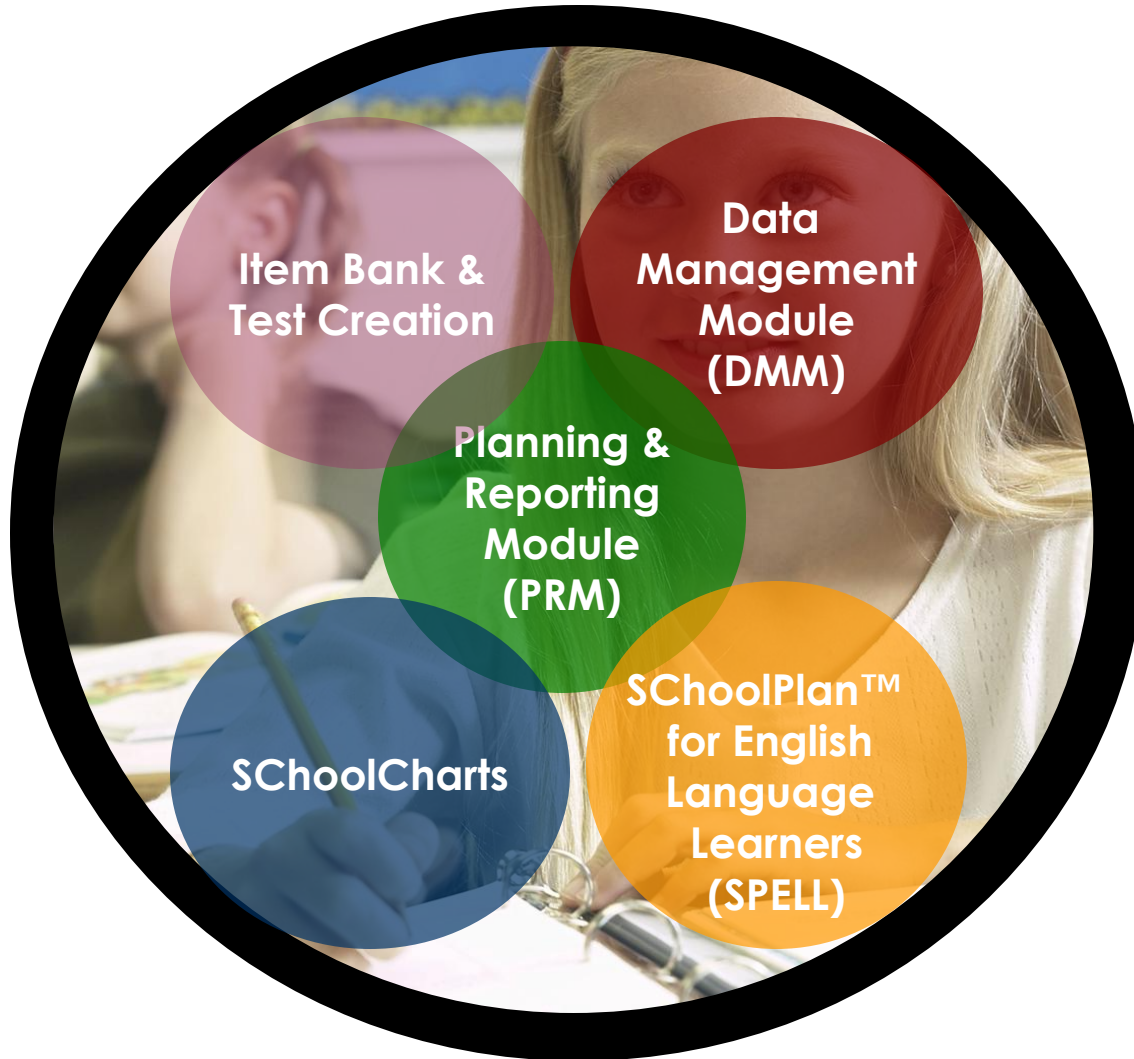 Item Bank &
Test Creation
Data
Management
Module
(DMM)
Planning &
Reporting
Module
(PRM)
SChoolCharts
SChoolPlan™
for English
Language
Learners
(SPELL)